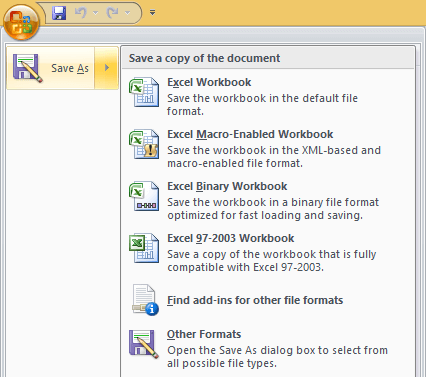 Save a copy of the document
Save As
Excel Workbook
Save the workbook in the default file
format.
Excel Macro-Enabled Workbook
Save the workbook in the XML-based and
macro-enabled file format.
Excel Binary Workbook
Save the workbook in a binary file format
optimized for fast loading and saving.
Excel 97-2003 Workbook
Save a copy of the workbook that is fully
compatible with Excel 97-2003.
Find add-ins for other file formats
Other Formats
Open the Save As dialog box to select from
all possible file types.